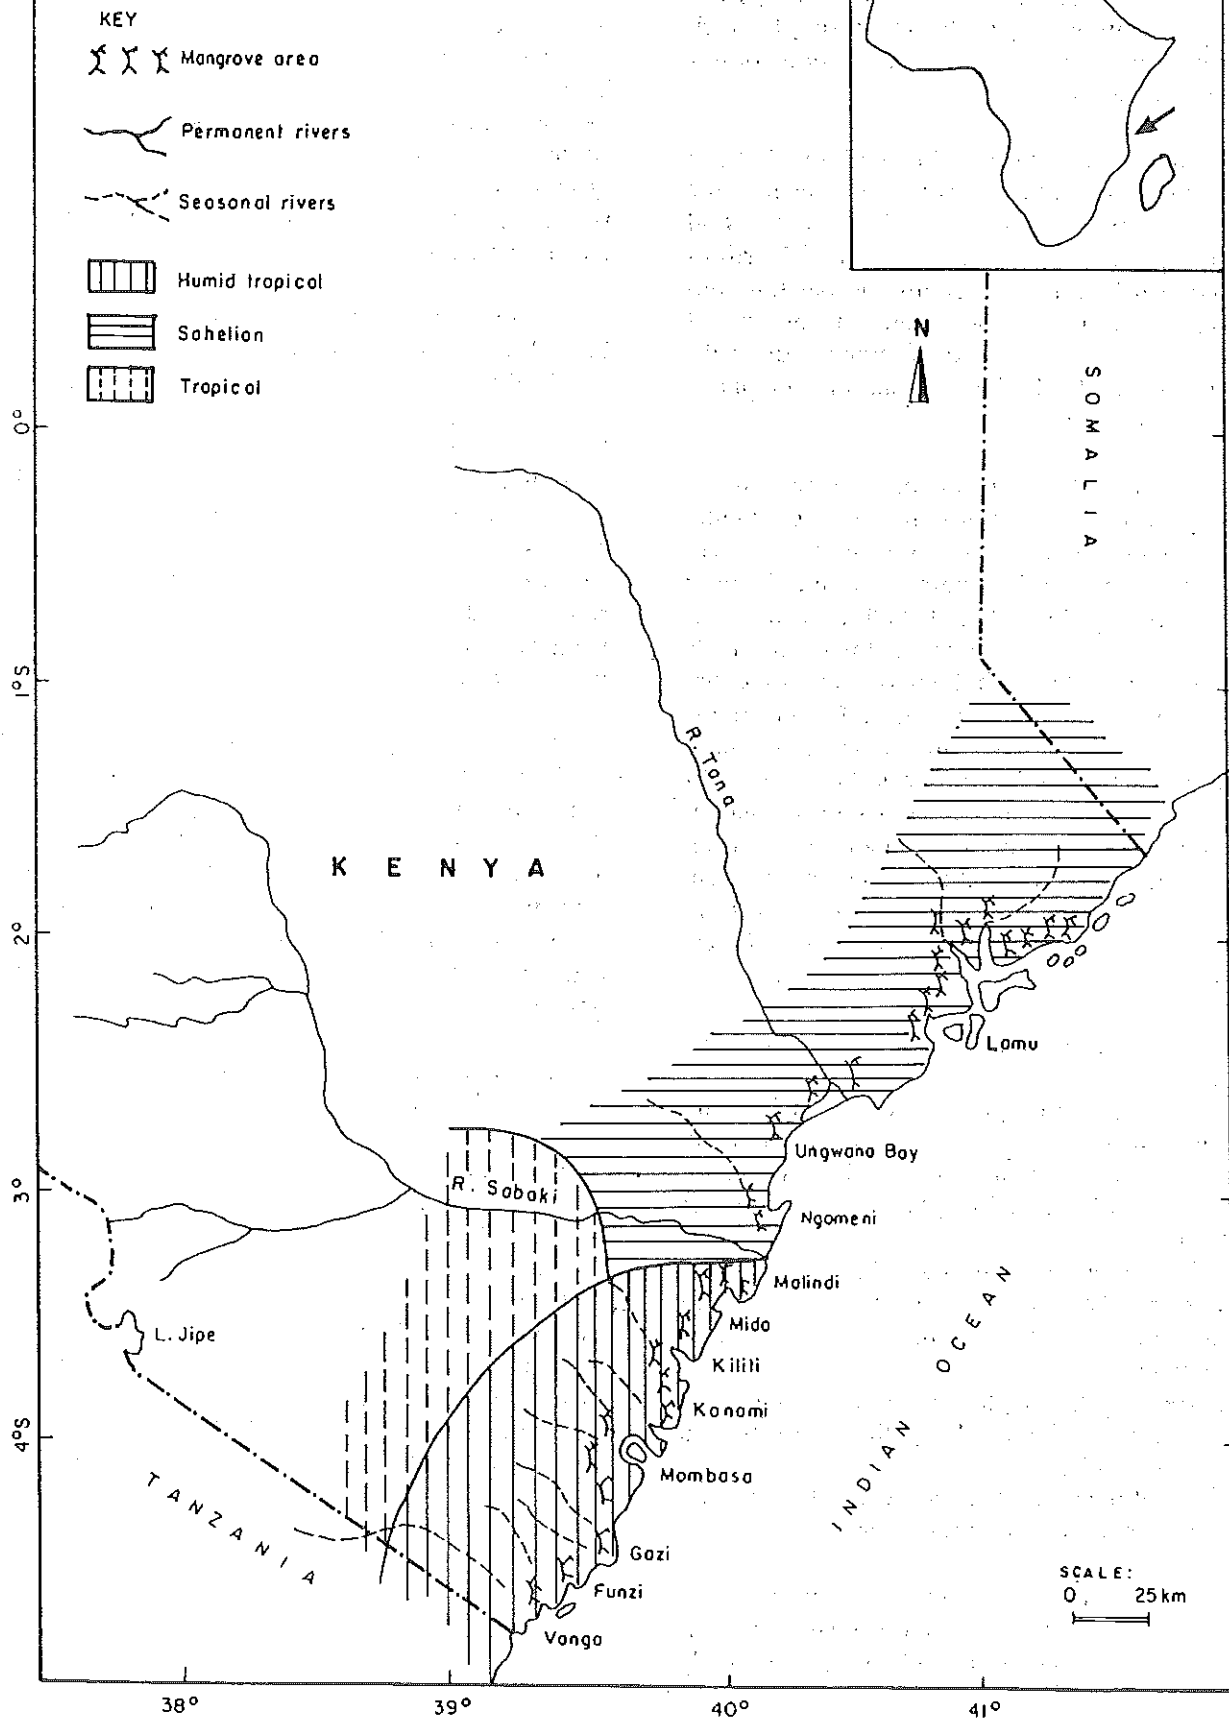 KEY
Mangrove area
Permanent rivers
Seasonal rivers
Humid tropical
Sahelian
Tropical
N
SOMALIA
0°
1°S
R. Tana
KENYA
2°
Lamu
Ungwana Bay
3°
R. Sabaki
Ngomeni
Malindi
L. Jipe
Mida
Kilifi
Kanami
4°S
Mombasa
TANZANIA
INDIAN OCEAN
Gazi
Funzi
Vanga
SCALE:
0 25 km
38° 39° 40° 41°